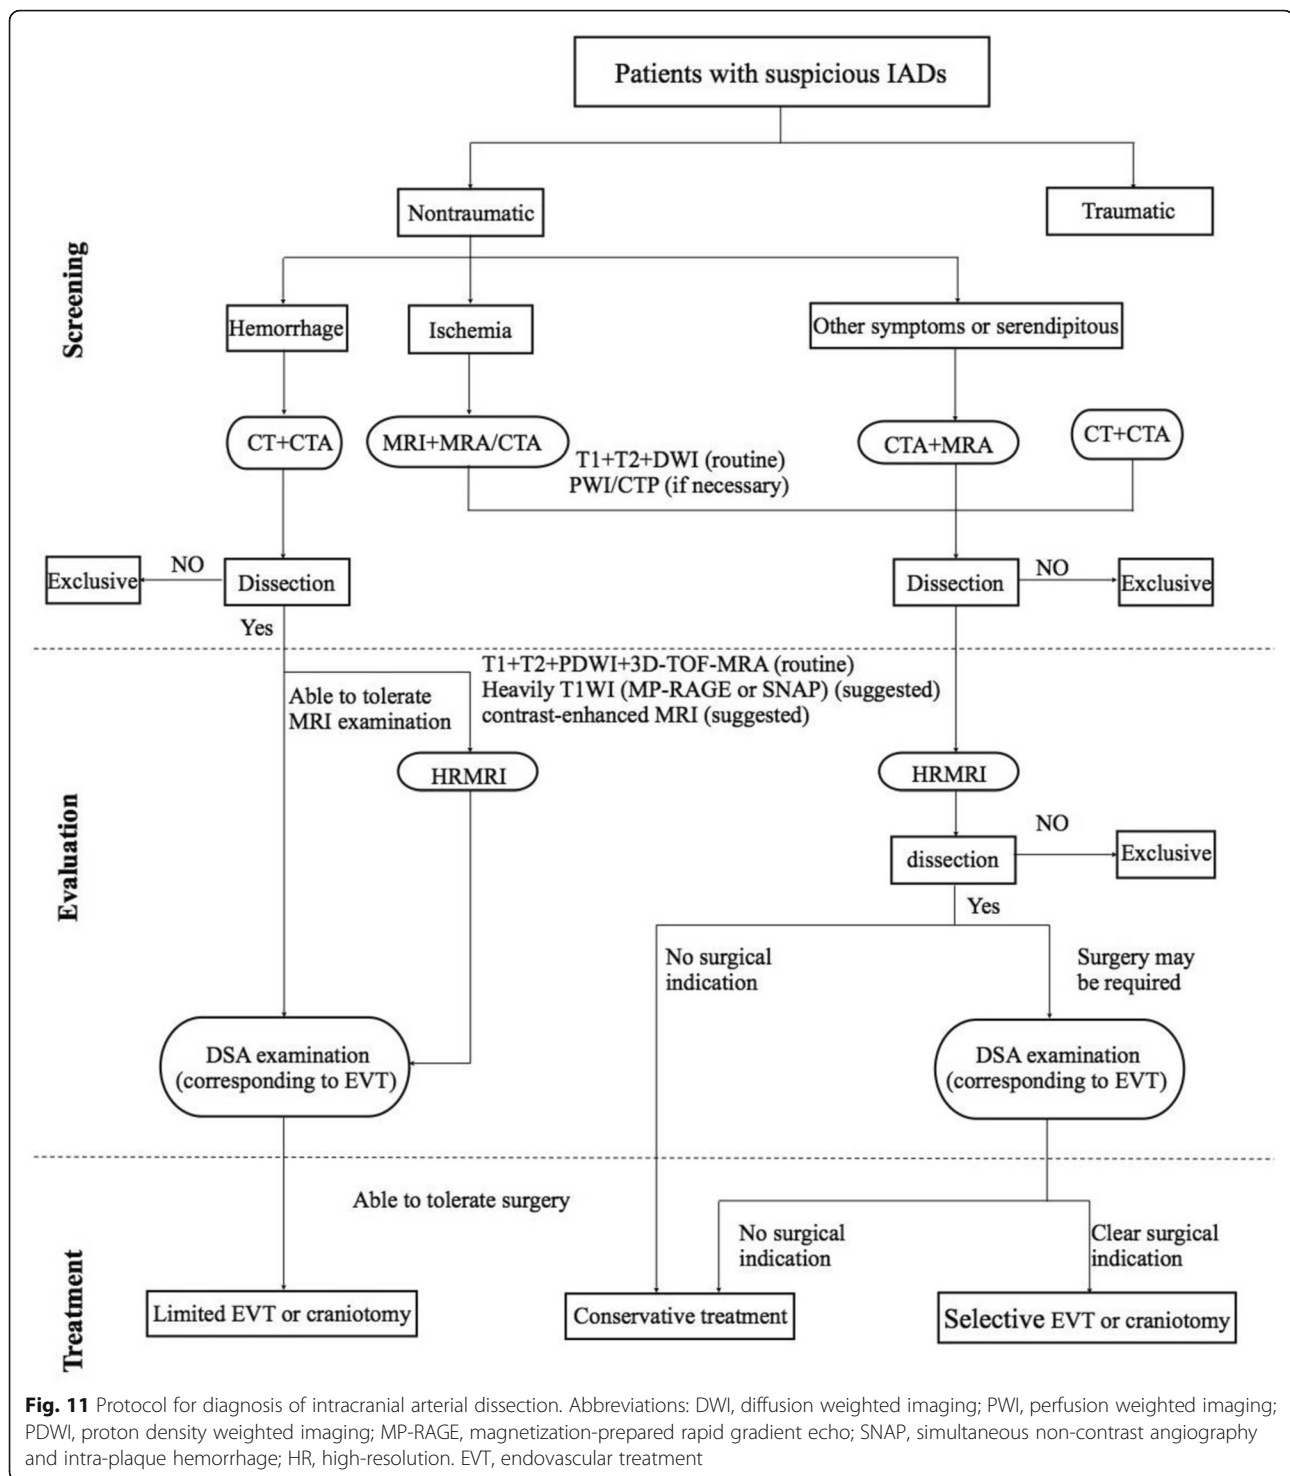 Patients with suspicious IADs
Nontraumatic
Traumatic
Screening
Hemorrhage
Ischemia
Other symptoms or serendipitous
CT+CTA
MRI+MRA/CTA
CTA+MRA
CT+CTA
T1+T2+DWI (routine)
PWI/CTP (if necessary)
Exclusive
NO
Dissection
Dissection
NO
Exclusive
Yes
Evaluation
T1+T2+PDWI+3D-TOF-MRA (routine)
Heavily T1WI (MP-RAGE or SNAP) (suggested)
contrast-enhanced MRI (suggested)
Able to tolerate
MRI examination
HRMRI
HRMRI
dissection
NO
Exclusive
Yes
No surgical
indication
Surgery may
be required
DSA examination
(corresponding to EVT)
DSA examination
(corresponding to EVT)
Treatment
Able to tolerate surgery
No surgical
indication
Clear surgical
indication
Limited EVT or craniotomy
Conservative treatment
Selective EVT or craniotomy
Fig. 11 Protocol for diagnosis of intracranial arterial dissection. Abbreviations: DWI, diffusion weighted imaging; PWI, perfusion weighted imaging;
PDWI, proton density weighted imaging; MP-RAGE, magnetization-prepared rapid gradient echo; SNAP, simultaneous non-contrast angiography
and intra-plaque hemorrhage; HR, high-resolution. EVT, endovascular treatment